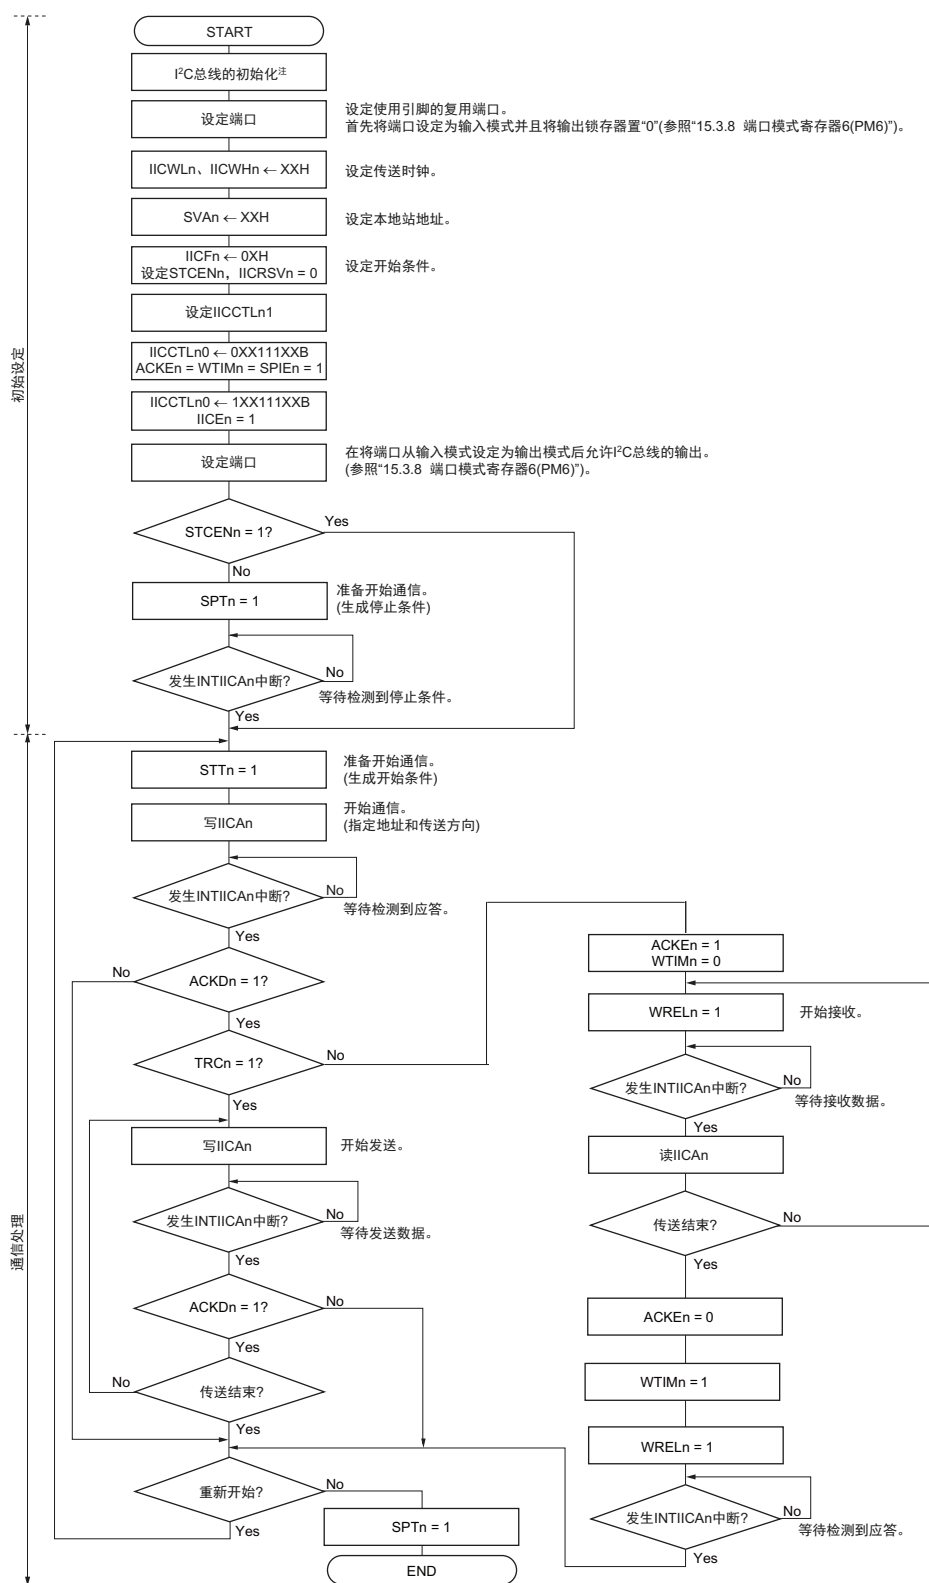 START
I²C总线的初始化注
设定端口
设定使用引脚的复用端口。
首先将端口设定为输入模式并且将输出锁存器置“0”(参照“15.3.8 端口模式寄存器6(PM6)”)。
IICWLn、IICWHn ← XXH
设定传送时钟。
SVAn ← XXH
设定本地站地址。
IICFn ← 0XH
设定STCENn，IICRSVn = 0
设定开始条件。
设定IICCTLn1
IICCTLn0 ← 0XX111XXB
ACKEn = WTIMn = SPIEn = 1
IICCTLn0 ← 1XX111XXB
IICEn = 1
设定端口
在将端口从输入模式设定为输出模式后允许I²C总线的输出。
(参照“15.3.8 端口模式寄存器6(PM6)”)。
STCENn = 1?
Yes
No
SPTn = 1
准备开始通信。
(生成停止条件)
发生INTIICAn中断?
No
等待检测到停止条件。
Yes
初始设定
STTn = 1
准备开始通信。
(生成开始条件)
写IICAn
开始通信。
(指定地址和传送方向)
发生INTIICAn中断?
No
等待检测到应答。
Yes
ACKDn = 1?
No
Yes
TRCn = 1?
No
Yes
写IICAn
开始发送。
发生INTIICAn中断?
No
等待发送数据。
Yes
ACKDn = 1?
No
Yes
传送结束?
No
Yes
重新开始?
No
Yes
SPTn = 1
END
通信处理
ACKEn = 1
WTIMn = 0
WRELn = 1
开始接收。
发生INTIICAn中断?
No
等待接收数据。
Yes
读IICAn
传送结束?
No
Yes
ACKEn = 0
WTIMn = 1
WRELn = 1
发生INTIICAn中断?
No
等待检测到应答。
Yes